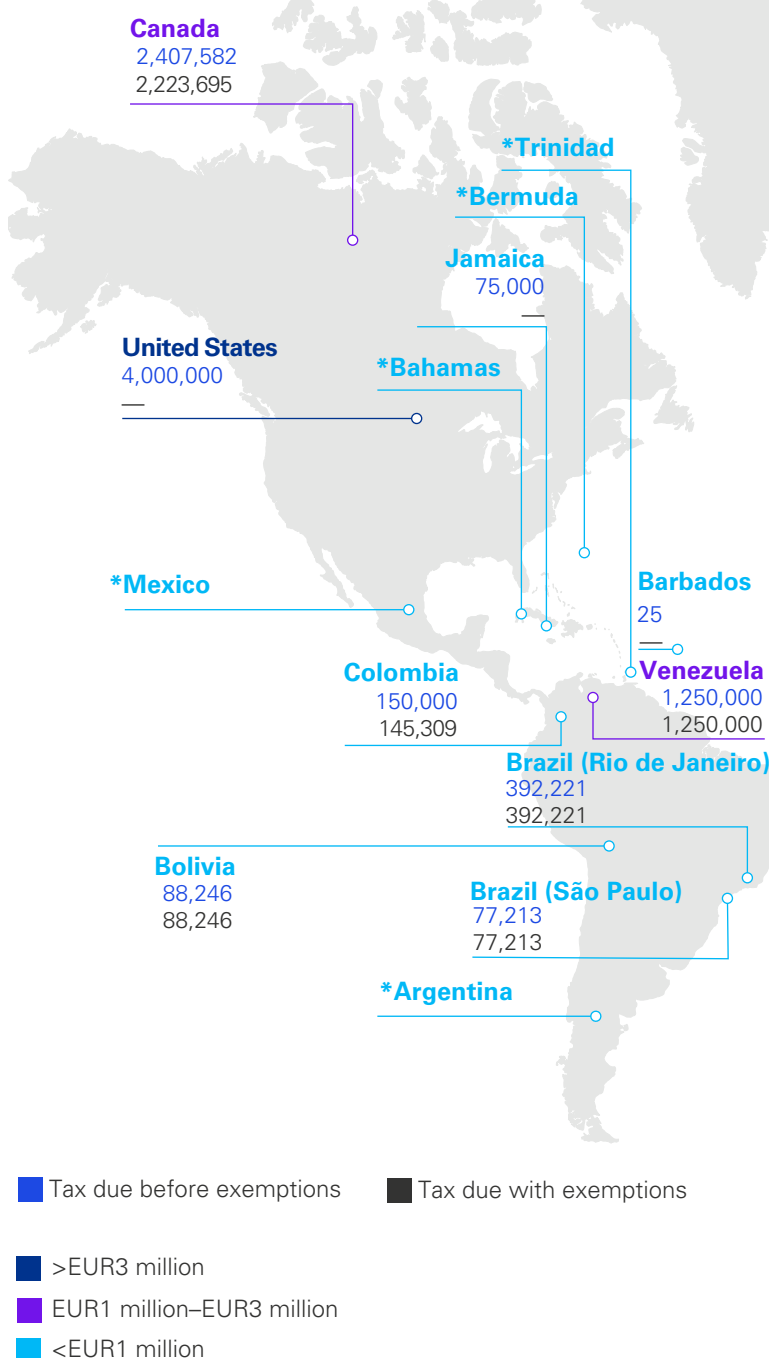 Canada
2,407,582
2,223,695
*Trinidad
*Bermuda
Jamaica
75,000
—
United States
4,000,000
—
*Bahamas
*Mexico
Barbados
25
—
Colombia
150,000
145,309
Venezuela
1,250,000
1,250,000
Brazil (Rio de Janeiro)
392,221
392,221
Bolivia
88,246
88,246
Brazil (São Paulo)
77,213
77,213
*Argentina
Tax due before exemptions
Tax due with exemptions
>EUR3 million
EUR1 million–EUR3 million
<EUR1 million